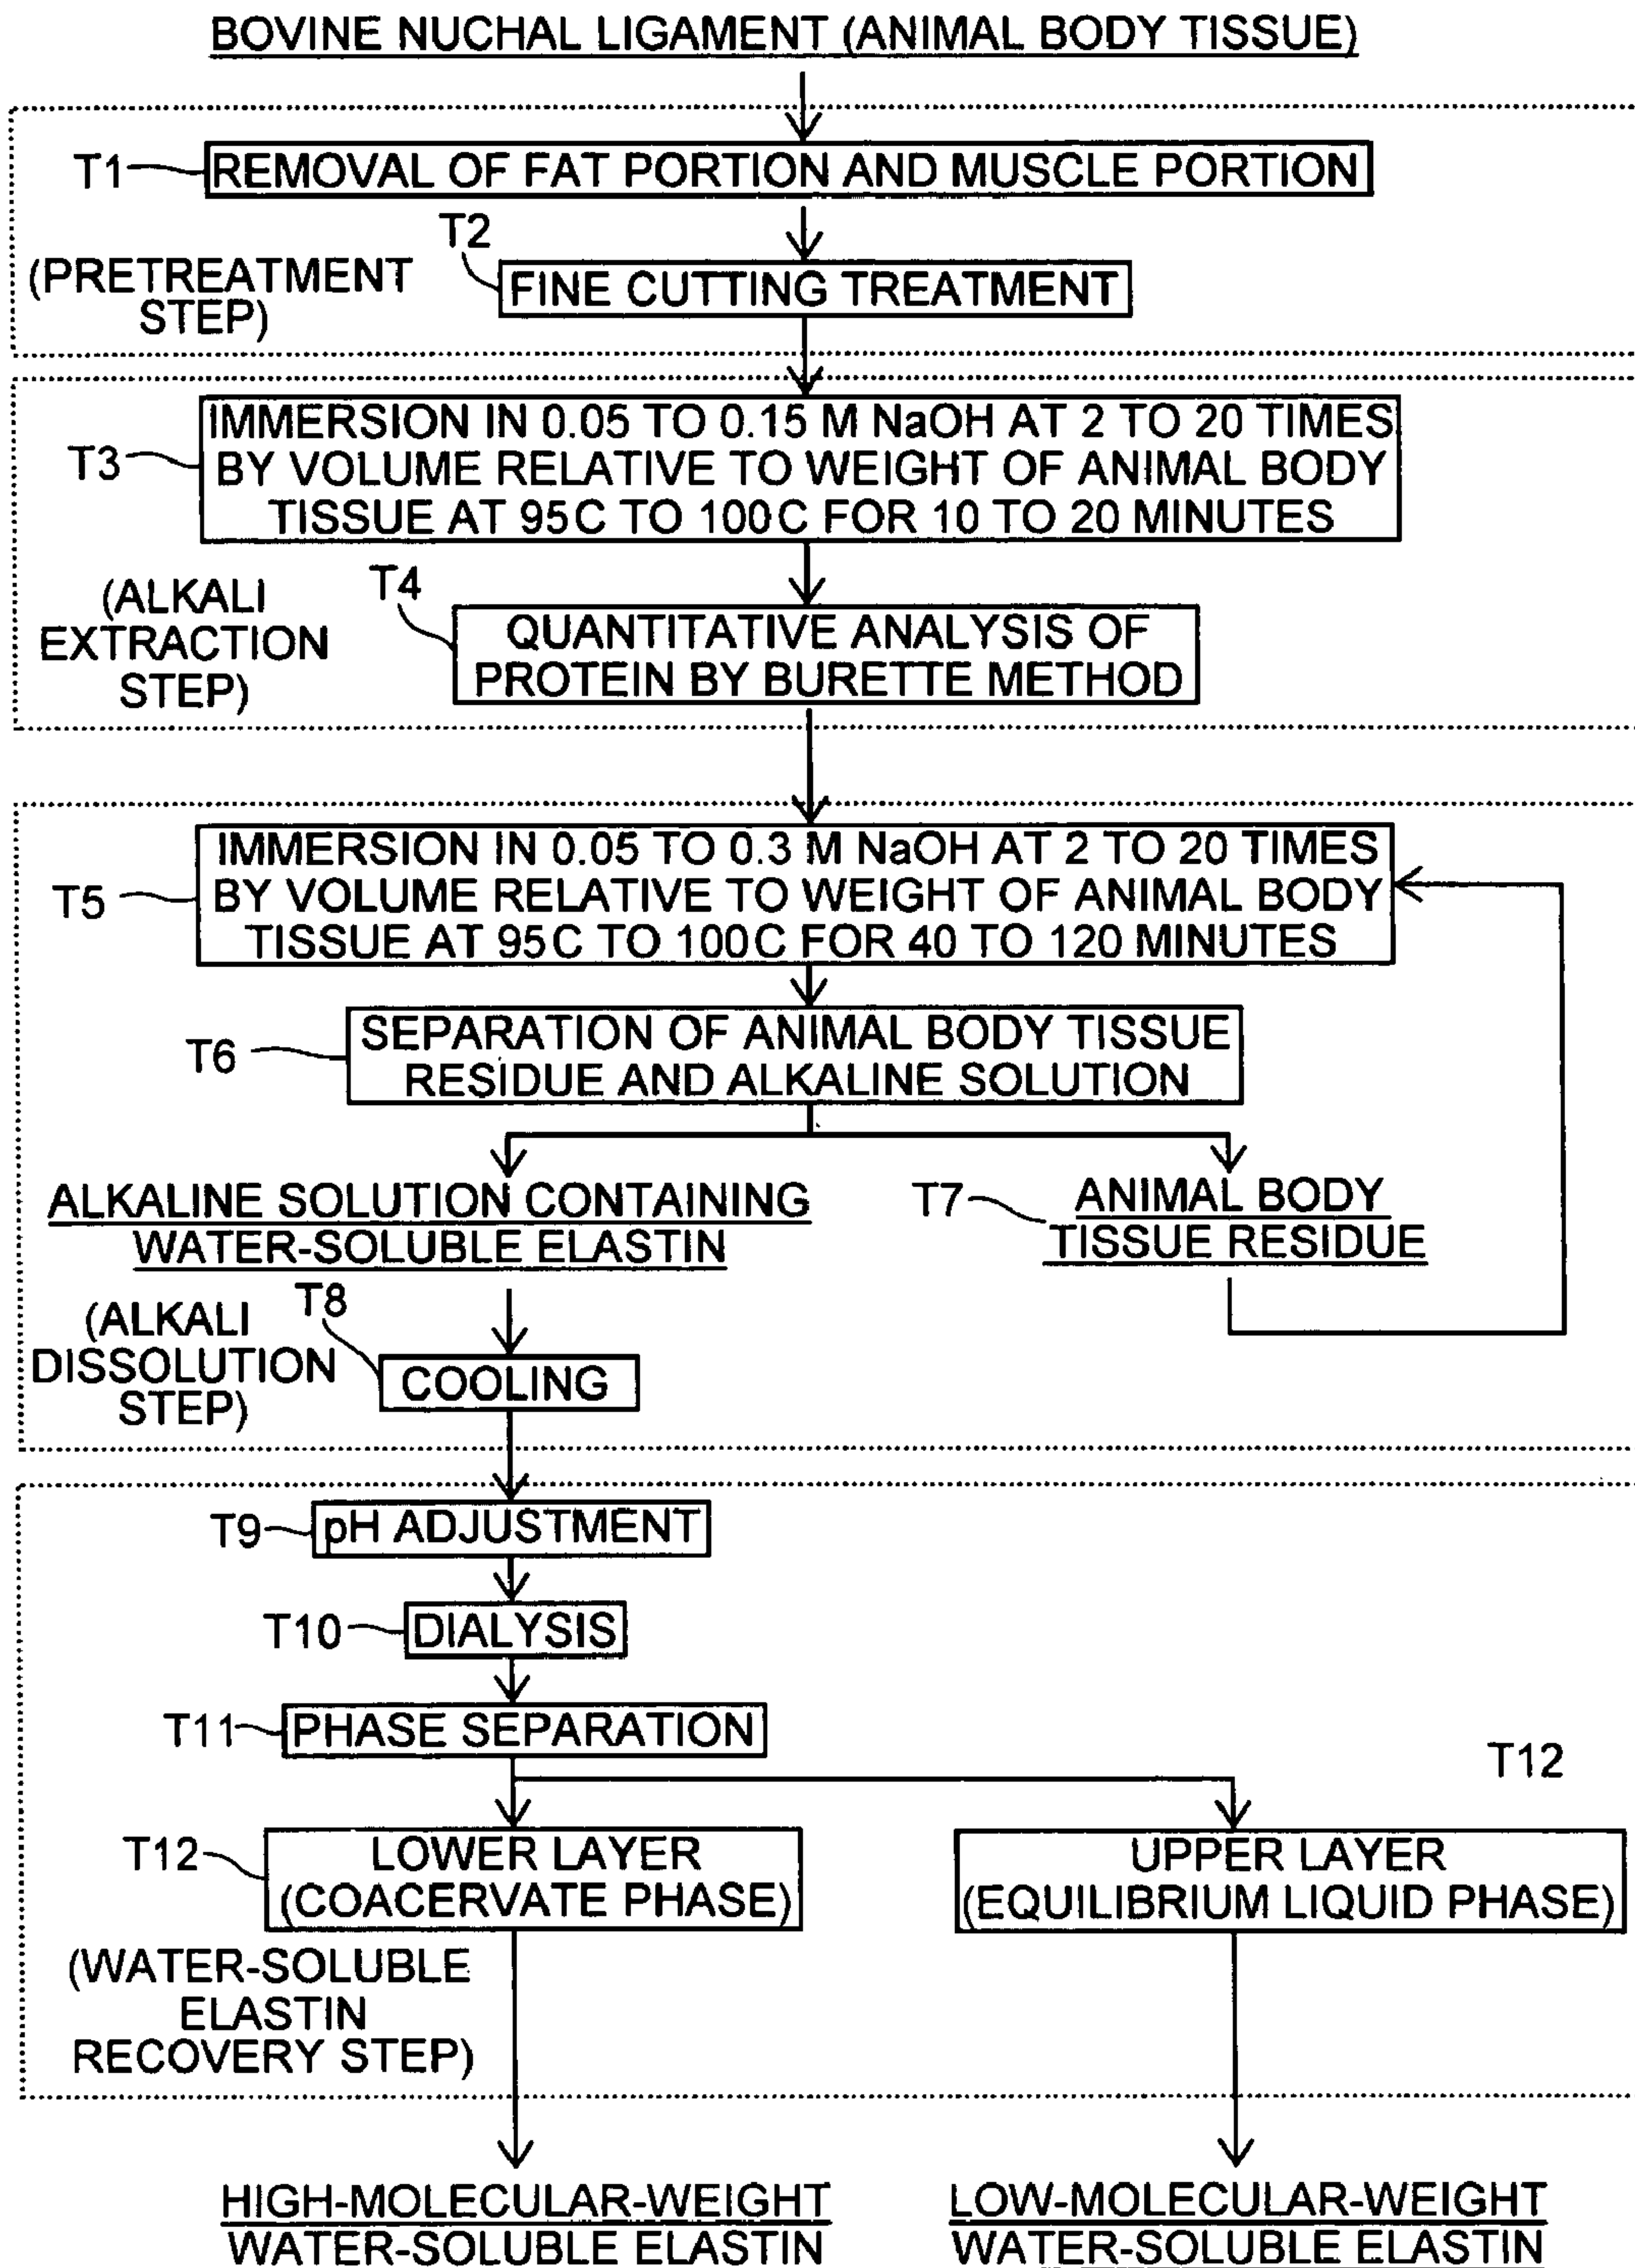 BOVINE NUCHAL LIGAMENT (ANIMAL BODY TISSUE)
T1
REMOVAL OF FAT PORTION AND MUSCLE PORTION
T2
(PRETREATMENT
STEP)
FINE CUTTING TREATMENT
T3
IMMERSION IN 0.05 TO 0.15 M NaOH AT 2 TO 20 TIMES
BY VOLUME RELATIVE TO WEIGHT OF ANIMAL BODY
TISSUE AT 95C TO 100C FOR 10 TO 20 MINUTES
(ALKALI
EXTRACTION
STEP)
T4
QUANTITATIVE ANALYSIS OF
PROTEIN BY BURETTE METHOD
T5
IMMERSION IN 0.05 TO 0.3 M NaOH AT 2 TO 20 TIMES
BY VOLUME RELATIVE TO WEIGHT OF ANIMAL BODY
TISSUE AT 95C TO 100C FOR 40 TO 120 MINUTES
T6
SEPARATION OF ANIMAL BODY TISSUE
RESIDUE AND ALKALINE SOLUTION
ALKALINE SOLUTION CONTAINING
WATER-SOLUBLE ELASTIN
T7
ANIMAL BODY
TISSUE RESIDUE
(ALKALI
DISSOLUTION
STEP)
T8
COOLING
T9
pH ADJUSTMENT
T10
DIALYSIS
T11
PHASE SEPARATION
T12
T12
LOWER LAYER
(COACERVATE PHASE)
UPPER LAYER
(EQUILIBRIUM LIQUID PHASE)
(WATER-SOLUBLE
ELASTIN
RECOVERY STEP)
HIGH-MOLECULAR-WEIGHT
WATER-SOLUBLE ELASTIN
LOW-MOLECULAR-WEIGHT
WATER-SOLUBLE ELASTIN